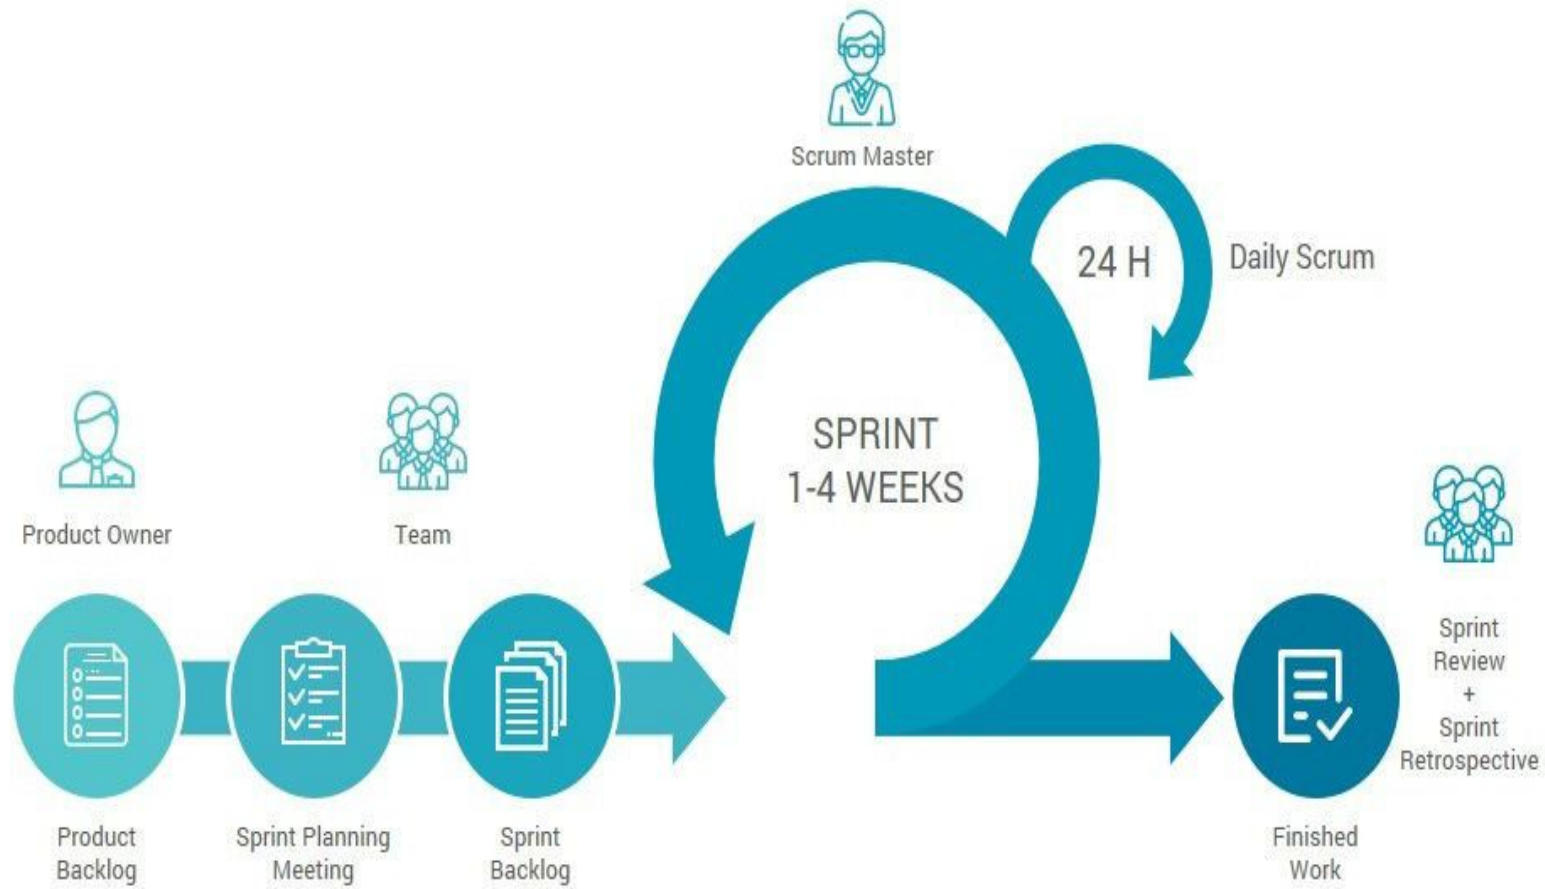 Scrum Master
24 H
Daily Scrum
SPRINT
1-4 WEEKS
Product Owner
Team
Sprint
Review
+
Sprint
Retrospective
Product
Backlog
Sprint Planning
Meeting
Sprint
Backlog
Finished
Work